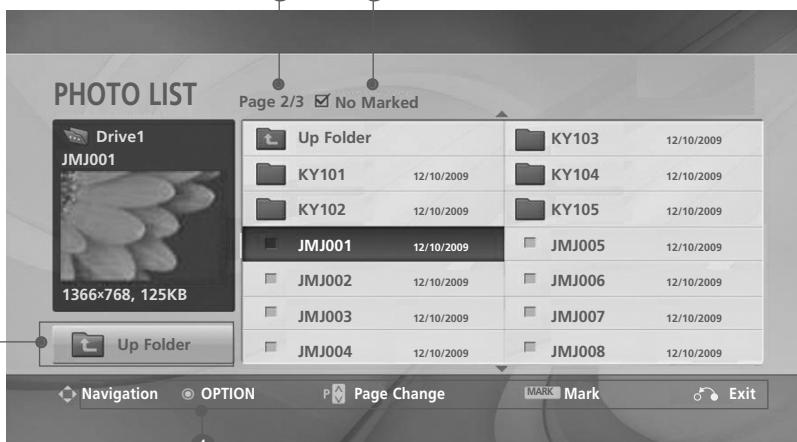 PHOTO LIST
Page 2/3 No Marked
Drive1
JMJ001
1366×768, 125KB
Up Folder
Up Folder
KY101 12/10/2009
KY102 12/10/2009
JMJ001 12/10/2009
JMJ002 12/10/2009
JMJ003 12/10/2009
JMJ004 12/10/2009
KY103 12/10/2009
KY104 12/10/2009
KY105 12/10/2009
JMJ005 12/10/2009
JMJ006 12/10/2009
JMJ007 12/10/2009
JMJ008 12/10/2009
Navigation OPTION P Page Change MARK Mark Exit